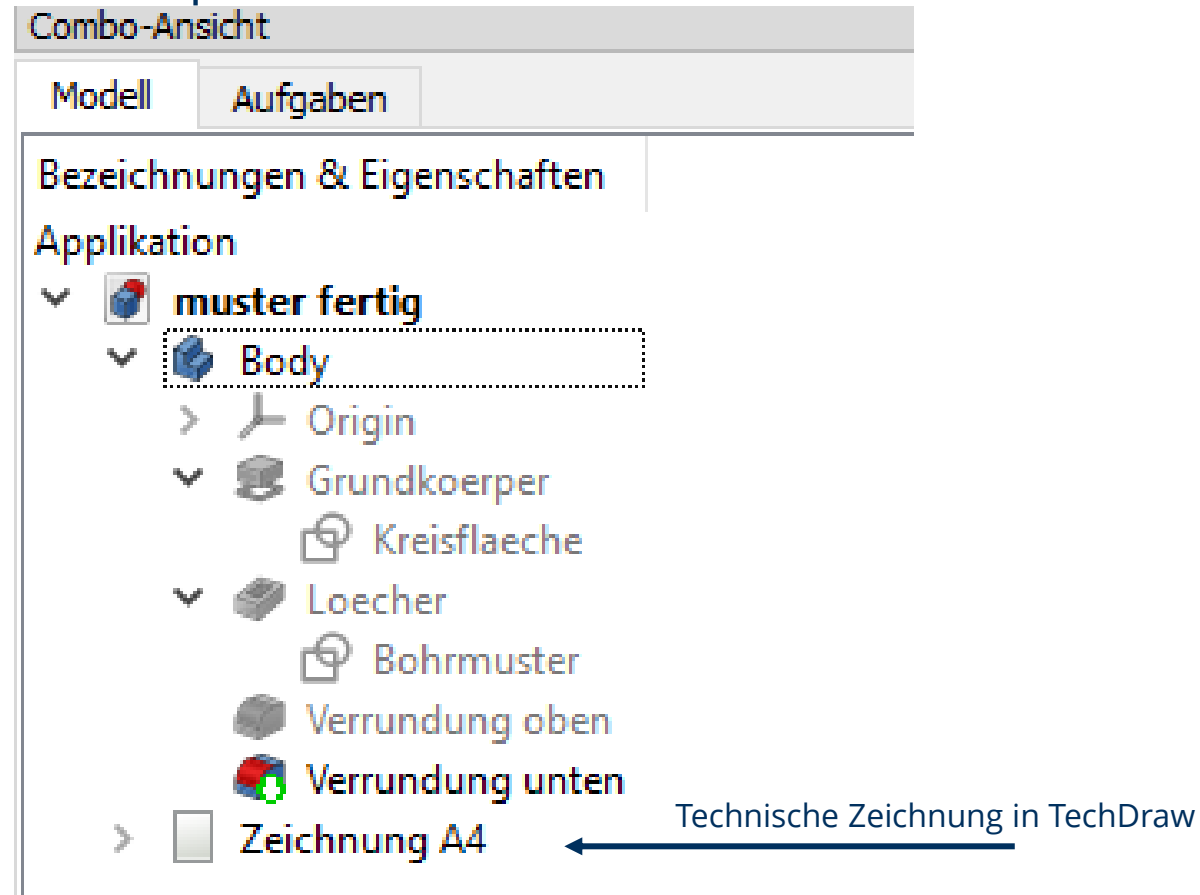 Combo-Ansicht
Modell Aufgaben
Bezeichnungen & Eigenschaften
Applikation
muster fertig
Body
Origin
Grundkoerper
Kreisflaeche
Loecher
Bohrmuster
Verrundung oben
Verrundung unten
Zeichnung A4
Technische Zeichnung in TechDraw